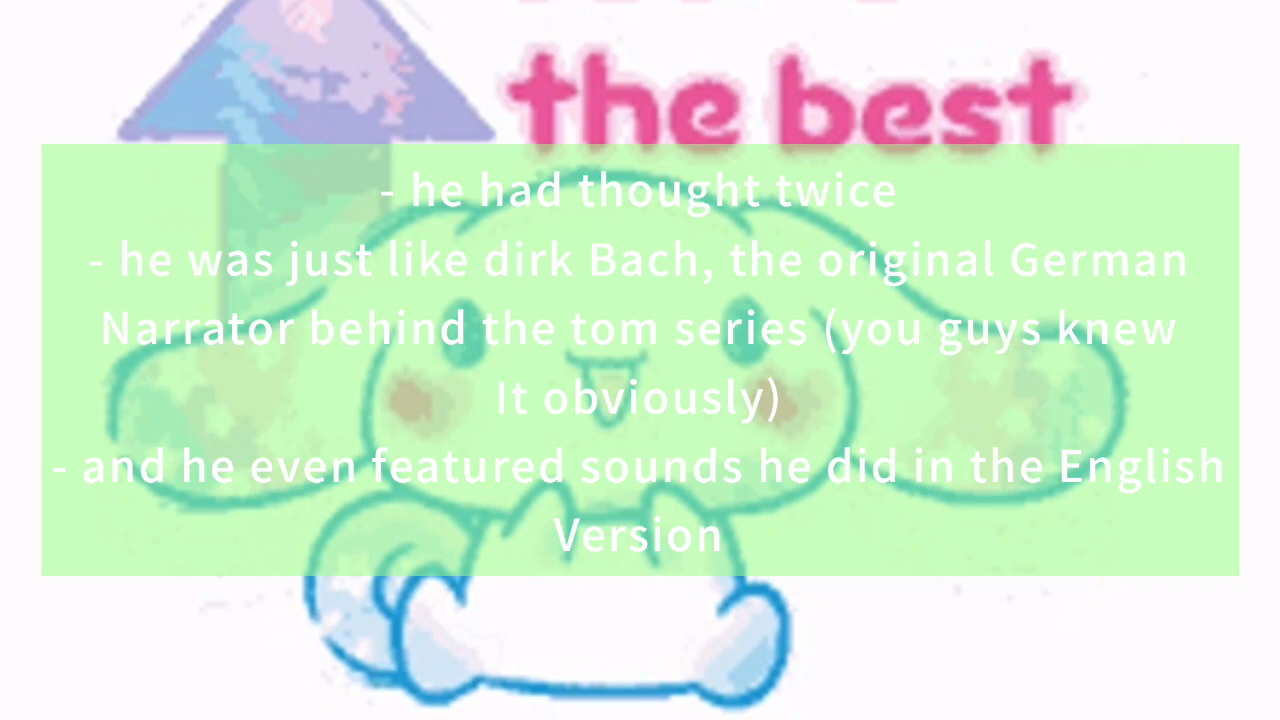 the best
- he had thought twice
- he was just like dirk Bach, the original German
Narrator behind the tom series (you guys knew
It obviously)
- and he even featured sounds he did in the English
Version